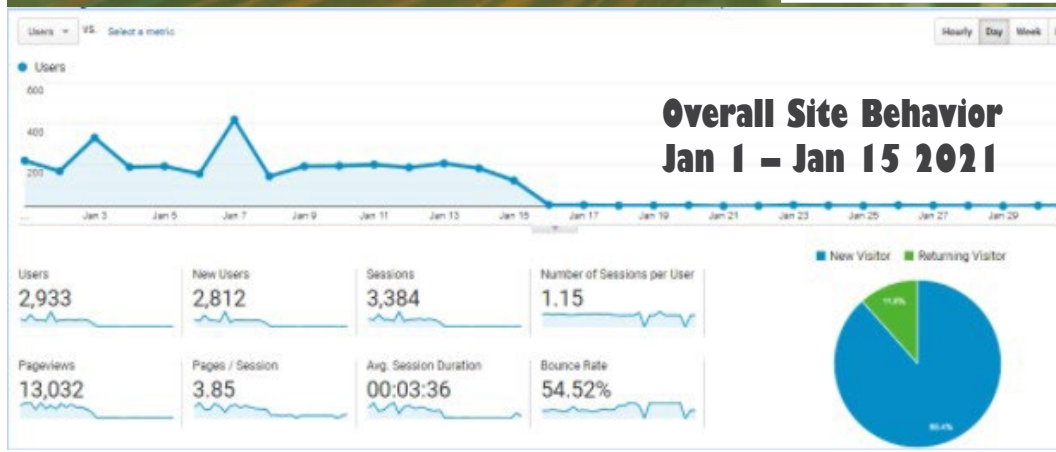 Users VS. Select a metric
Hourly Day Week
Users
600
400
200
Overall Site Behavior
Jan 1 – Jan 15 2021
... Jan 3 Jan 5 Jan 7 Jan 9 Jan 11 Jan 13 Jan 15 Jan 17 Jan 19 Jan 21 Jan 23 Jan 25 Jan 27 Jan 29
New Visitor Returning Visitor
Users New Users Sessions Number of Sessions per User
2,933 2,812 3,384 1.15
Pageviews Pages / Session Avg. Session Duration Bounce Rate
13,032 3.85 00:03:36 54.52%